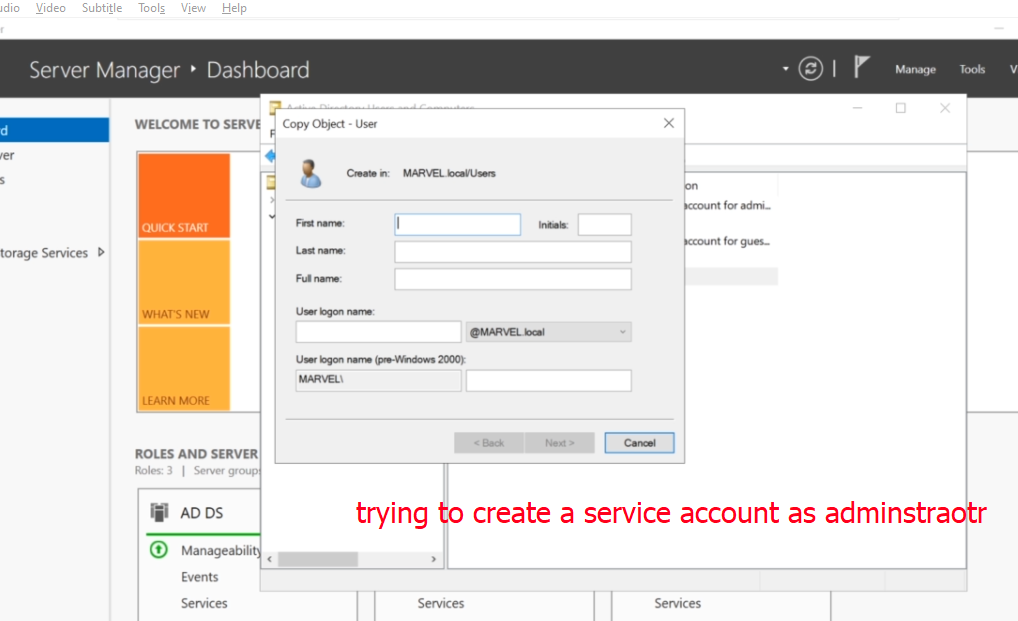 udio Video Subtitle Tools View Help
r
Server Manager ‣ Dashboard
Manage Tools V
d
ver
s
torage Services
WELCOME TO SERVE
QUICK START
WHAT'S NEW
LEARN MORE
Active Directory Users and Computers
F
Copy Object - User
Create in: MARVEL.local/Users
First name:
Initials:
Last name:
Full name:
User logon name:
@MARVEL.local
User logon name (pre-Windows 2000):
MARVEL\
< Back Next > Cancel
on
account for admi...
account for gues...
ROLES AND SERVER
Roles: 3 | Server group
trying to create a service account as adminstraotr
AD DS
Manageability
Events
Services
Services
Services